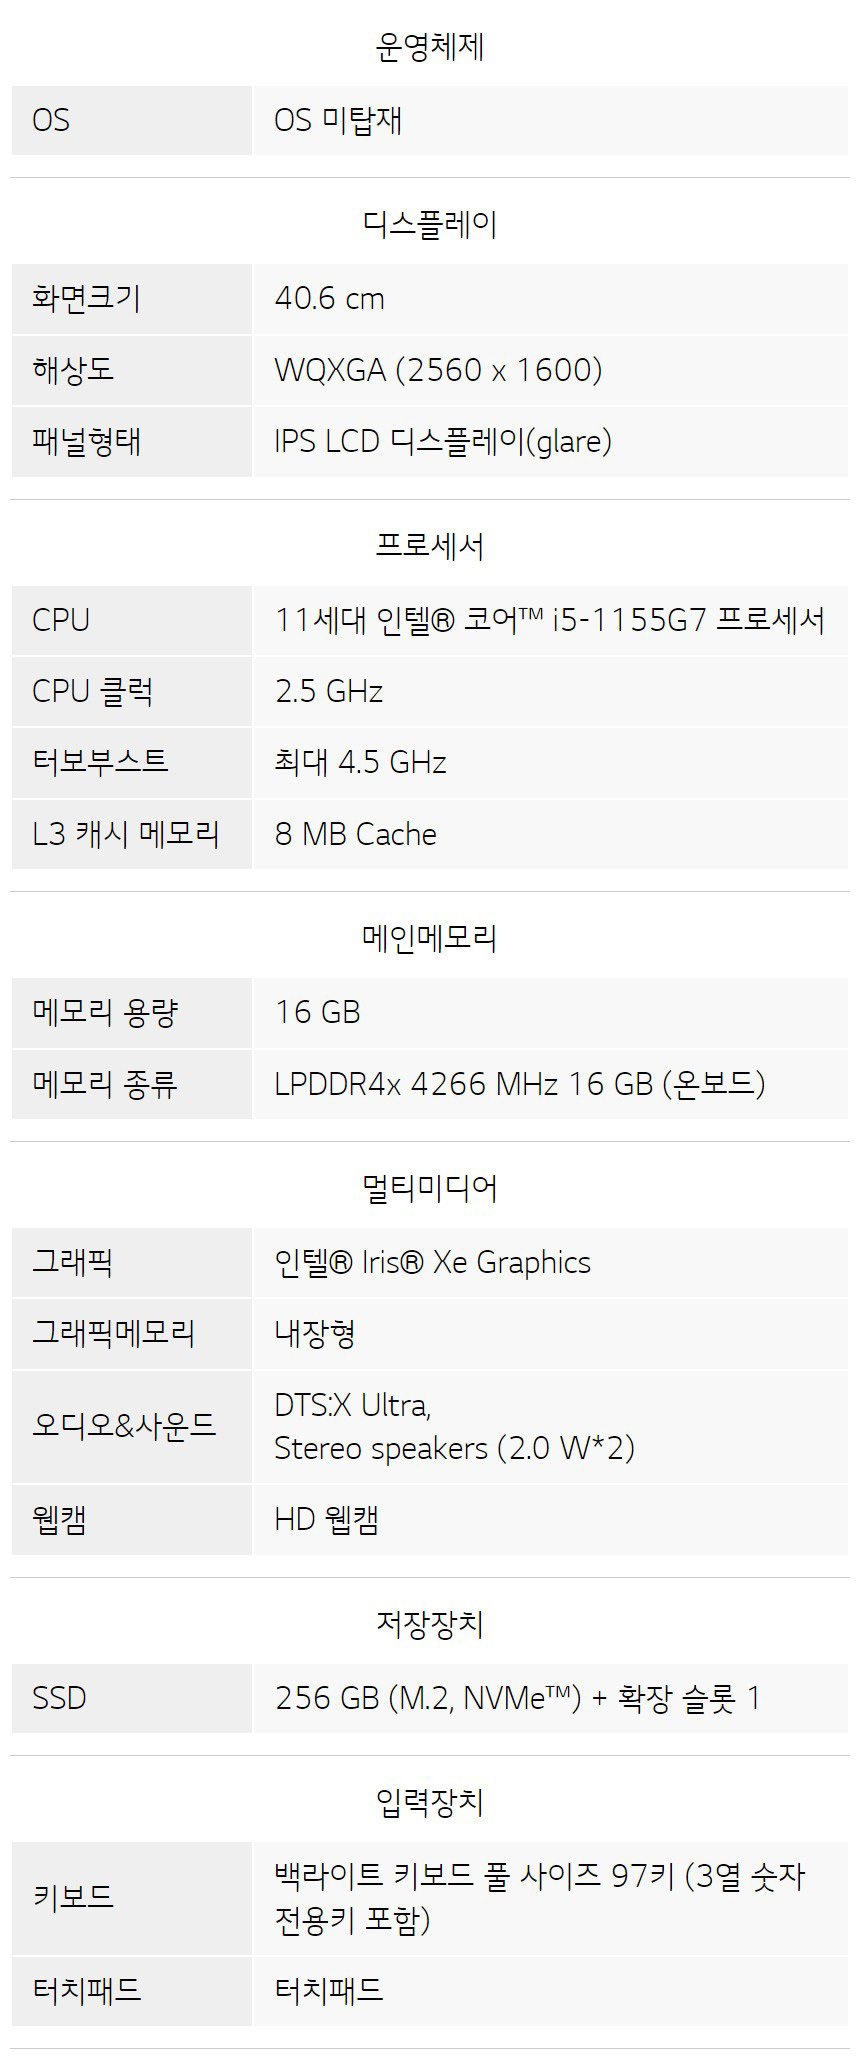 운영체제
OS
OS 미탑재
디스플레이
화면크기
40.6 cm
해상도
WQXGA (2560 x 1600)
패널형태
IPS LCD 디스플레이(glare)
프로세서
CPU
11세대 인텔® 코어™ i5-1155G7 프로세서
CPU 클럭
2.5 GHz
터보부스트
최대 4.5 GHz
L3 캐시 메모리
8 MB Cache
메인메모리
메모리 용량
16 GB
메모리 종류
LPDDR4x 4266 MHz 16 GB (온보드)
멀티미디어
그래픽
인텔® Iris® Xe Graphics
그래픽메모리
내장형
오디오&사운드
DTS:X Ultra,
Stereo speakers (2.0 W*2)
웹캠
HD 웹캠
저장장치
SSD
256 GB (M.2, NVMe™) + 확장 슬롯 1
입력장치
키보드
백라이트 키보드 풀 사이즈 97키 (3열 숫자
전용키 포함)
터치패드
터치패드